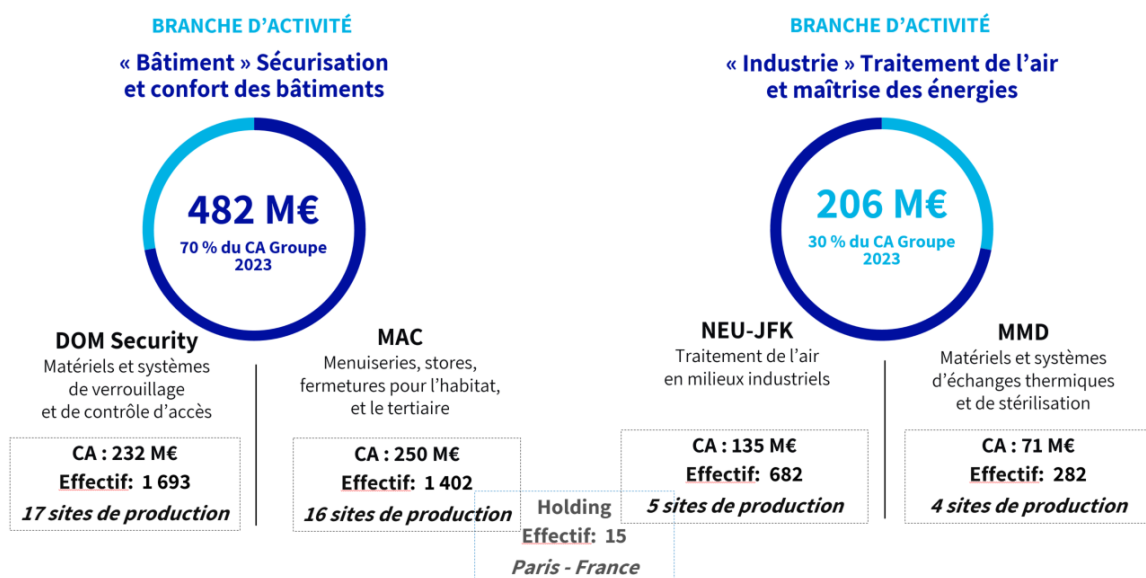 BRANCHE D’ACTIVITÉ
« Bâtiment » Sécurisation
et confort des bâtiments
482 M€
70 % du CA Groupe
2023
DOM Security
Matériels et systèmes
de verrouillage
et de contrôle d’accès
CA : 232 M€
Effectif: 1 693
17 sites de production
MAC
Menuiseries, stores,
fermetures pour l’habitat,
et le tertiaire
CA : 250 M€
Effectif: 1 402
16 sites de production
BRANCHE D’ACTIVITÉ
« Industrie » Traitement de l’air
et maîtrise des énergies
206 M€
30 % du CA Groupe
2023
NEU-JFK
Traitement de l’air
en milieux industriels
CA : 135 M€
Effectif: 682
5 sites de production
MMD
Matériels et systèmes
d’échanges thermiques
et de stérilisation
CA : 71 M€
Effectif: 282
4 sites de production
Holding
Effectif: 15
Paris - France